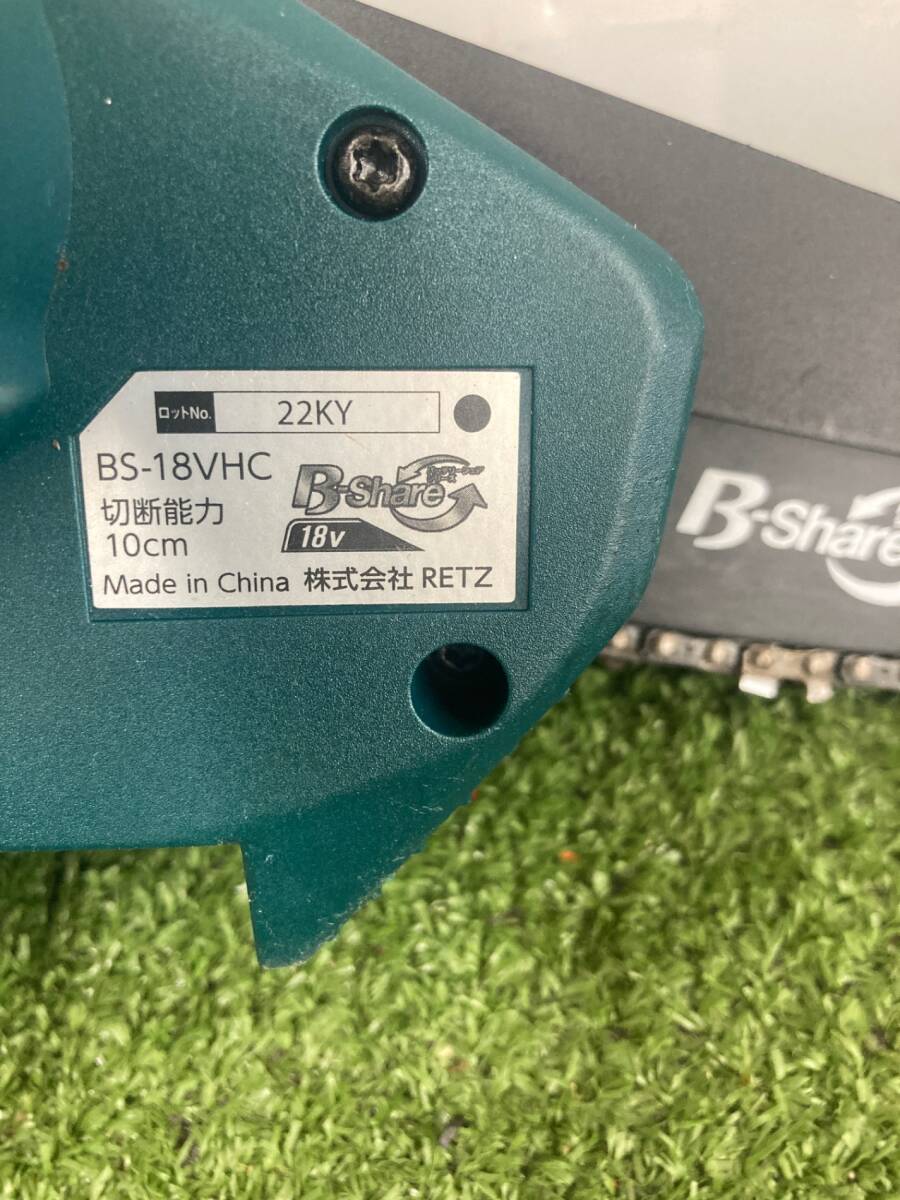 ロットNo. 22KY
BS-18VHC
B-Share
18v
切断能力
10cm
Made in China 株式会社 RETZ
B-Share